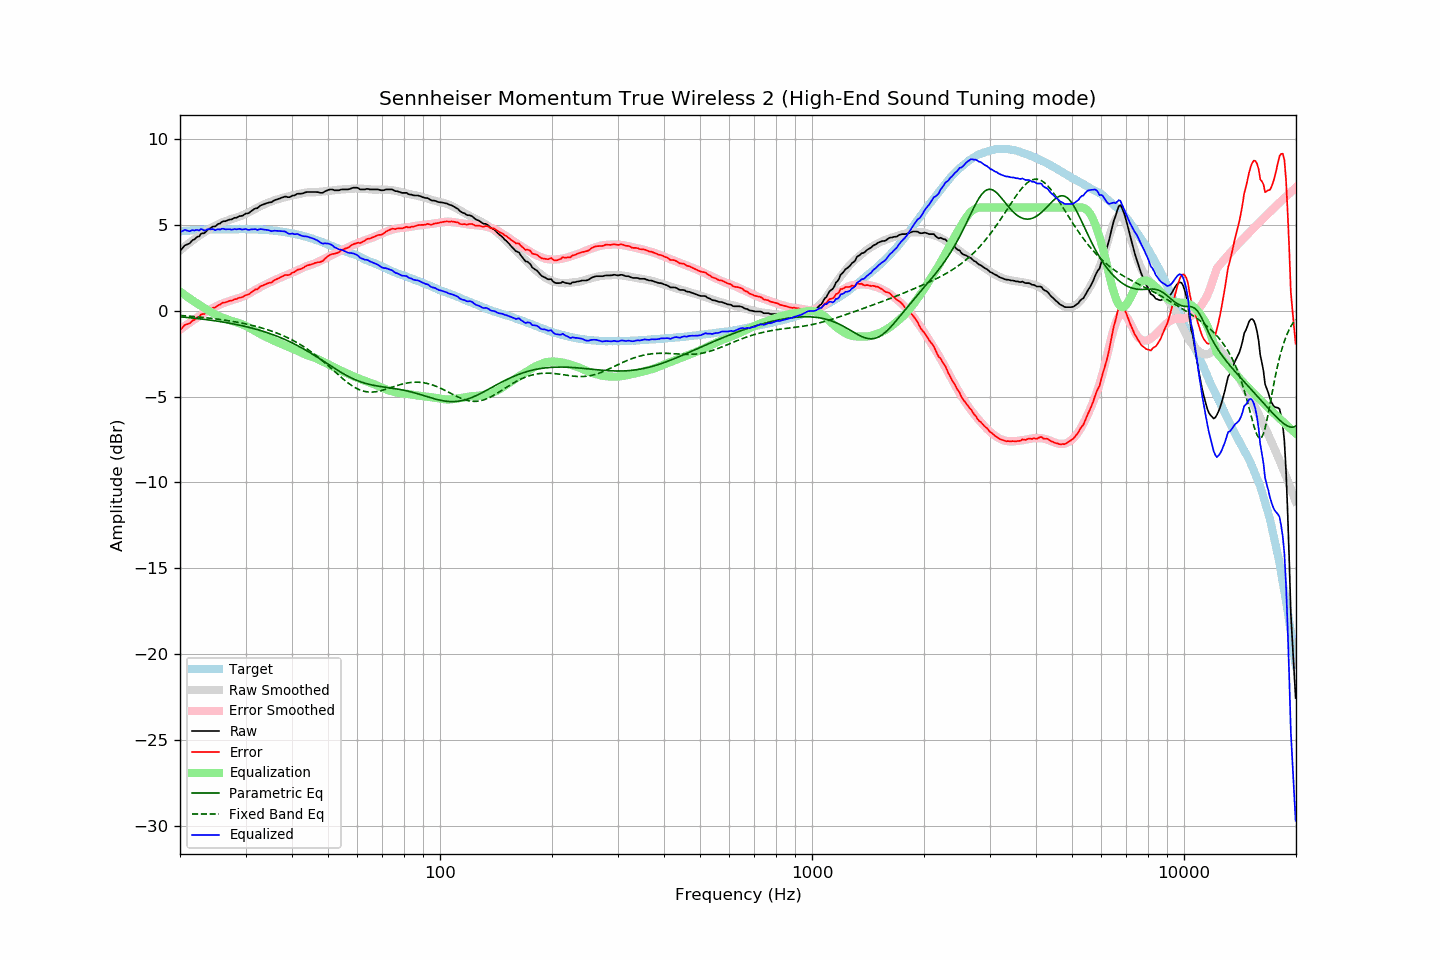 Sennheiser Momentum True Wireless 2 (High-End Sound Tuning mode)
10
5
0
−5
−10
−15
−20
−25
−30
Amplitude (dBr)
Target
Raw Smoothed
Error Smoothed
Raw
Error
Equalization
Parametric Eq
Fixed Band Eq
Equalized
100
1000
10000
Frequency (Hz)